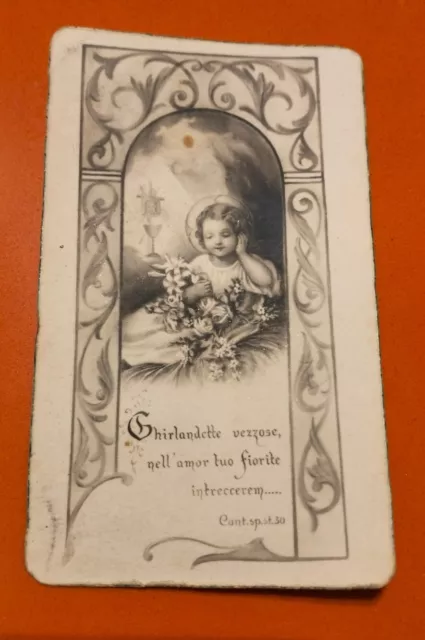 Ghirlandette vezzose,
nell'amor tuo fiorite
intreccerem.....
Cant. sp. st. 30